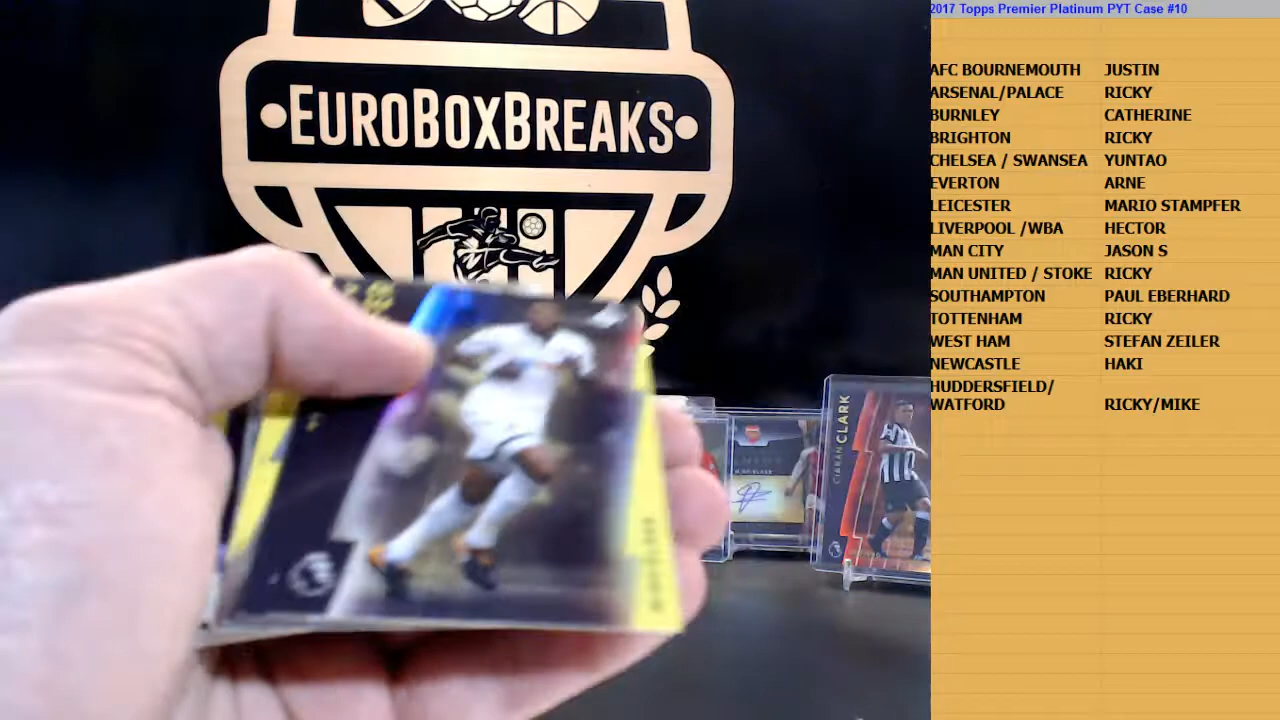 2017 Topps Premier Platinum PYT Case #10
EUROBOXBREAKS
AFC BOURNEMOUTH JUSTIN
ARSENAL/PALACE RICKY
BURNLEY CATHERINE
BRIGHTON RICKY
CHELSEA / SWANSEA YUNTAO
EVERTON ARNE
LEICESTER MARIO STAMPFER
LIVERPOOL /WBA HECTOR
MAN CITY JASON S
MAN UNITED / STOKE RICKY
SOUTHAMPTON PAUL EBERHARD
TOTTENHAM RICKY
WEST HAM STEFAN ZEILER
NEWCASTLE HAKI
HUDDERSFIELD/
WATFORD RICKY/MIKE
CIARAN CLARK